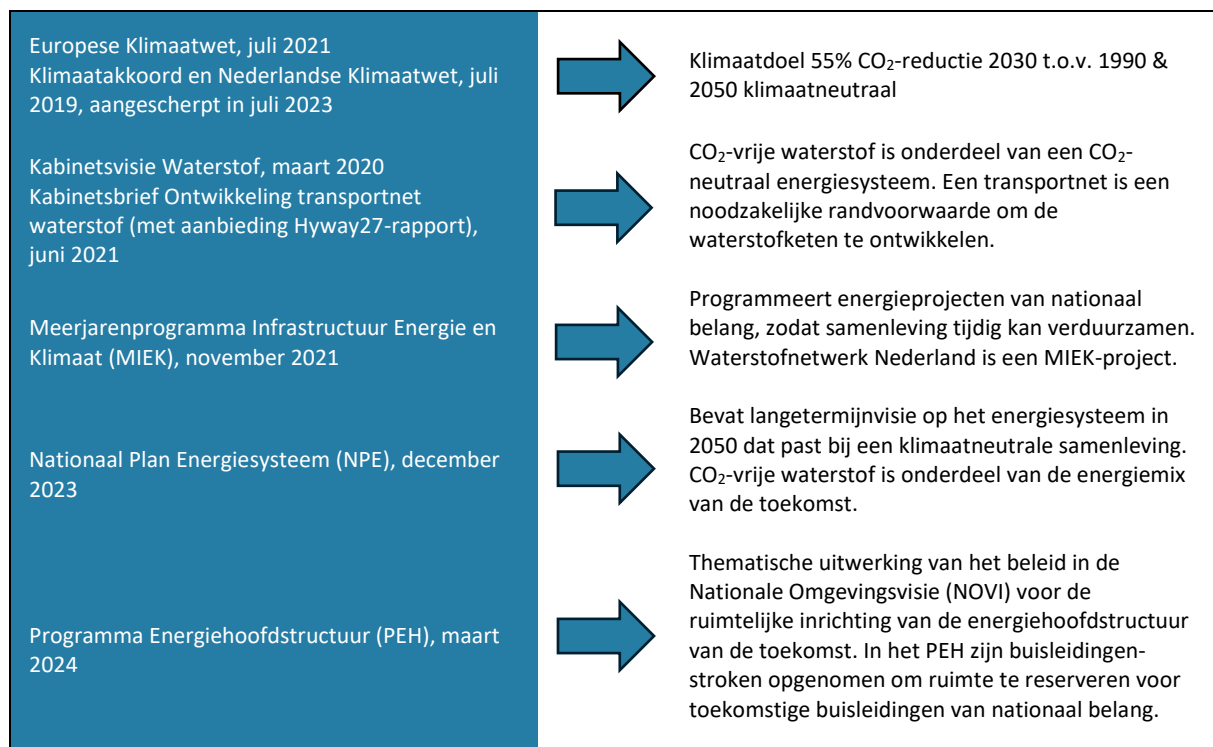 Europese Klimaatwet, juli 2021
Klimaatakkoord en Nederlandse Klimaatwet, juli
2019, aangescherpt in juli 2023
Klimaatdoel 55% CO₂-reductie 2030 t.o.v. 1990 &
2050 klimaatneutraal
Kabinetsvisie Waterstof, maart 2020
Kabinetsbrief Ontwikkeling transportnet
waterstof (met aanbieding Hyway27-rapport),
juni 2021
CO₂-vrije waterstof is onderdeel van een CO₂-
neutraal energiesysteem. Een transportnet is een
noodzakelijke randvoorwaarde om de
waterstofketen te ontwikkelen.
Meerjarenprogramma Infrastructuur Energie en
Klimaat (MIEK), november 2021
Programmeert energieprojecten van nationaal
belang, zodat samenleving tijdig kan verduurzamen.
Waterstofnetwerk Nederland is een MIEK-project.
Nationaal Plan Energiesysteem (NPE), december
2023
Bevat langetermijnvisie op het energiesysteem in
2050 dat past bij een klimaatneutrale samenleving.
CO₂-vrije waterstof is onderdeel van de energiemix
van de toekomst.
Programma Energiehoofdstructuur (PEH), maart
2024
Thematische uitwerking van het beleid in de
Nationale Omgevingsvisie (NOVI) voor de
ruimtelijke inrichting van de energiehoofdstructuur
van de toekomst. In het PEH zijn buisleidingen-
stroken opgenomen om ruimte te reserveren voor
toekomstige buisleidingen van nationaal belang.